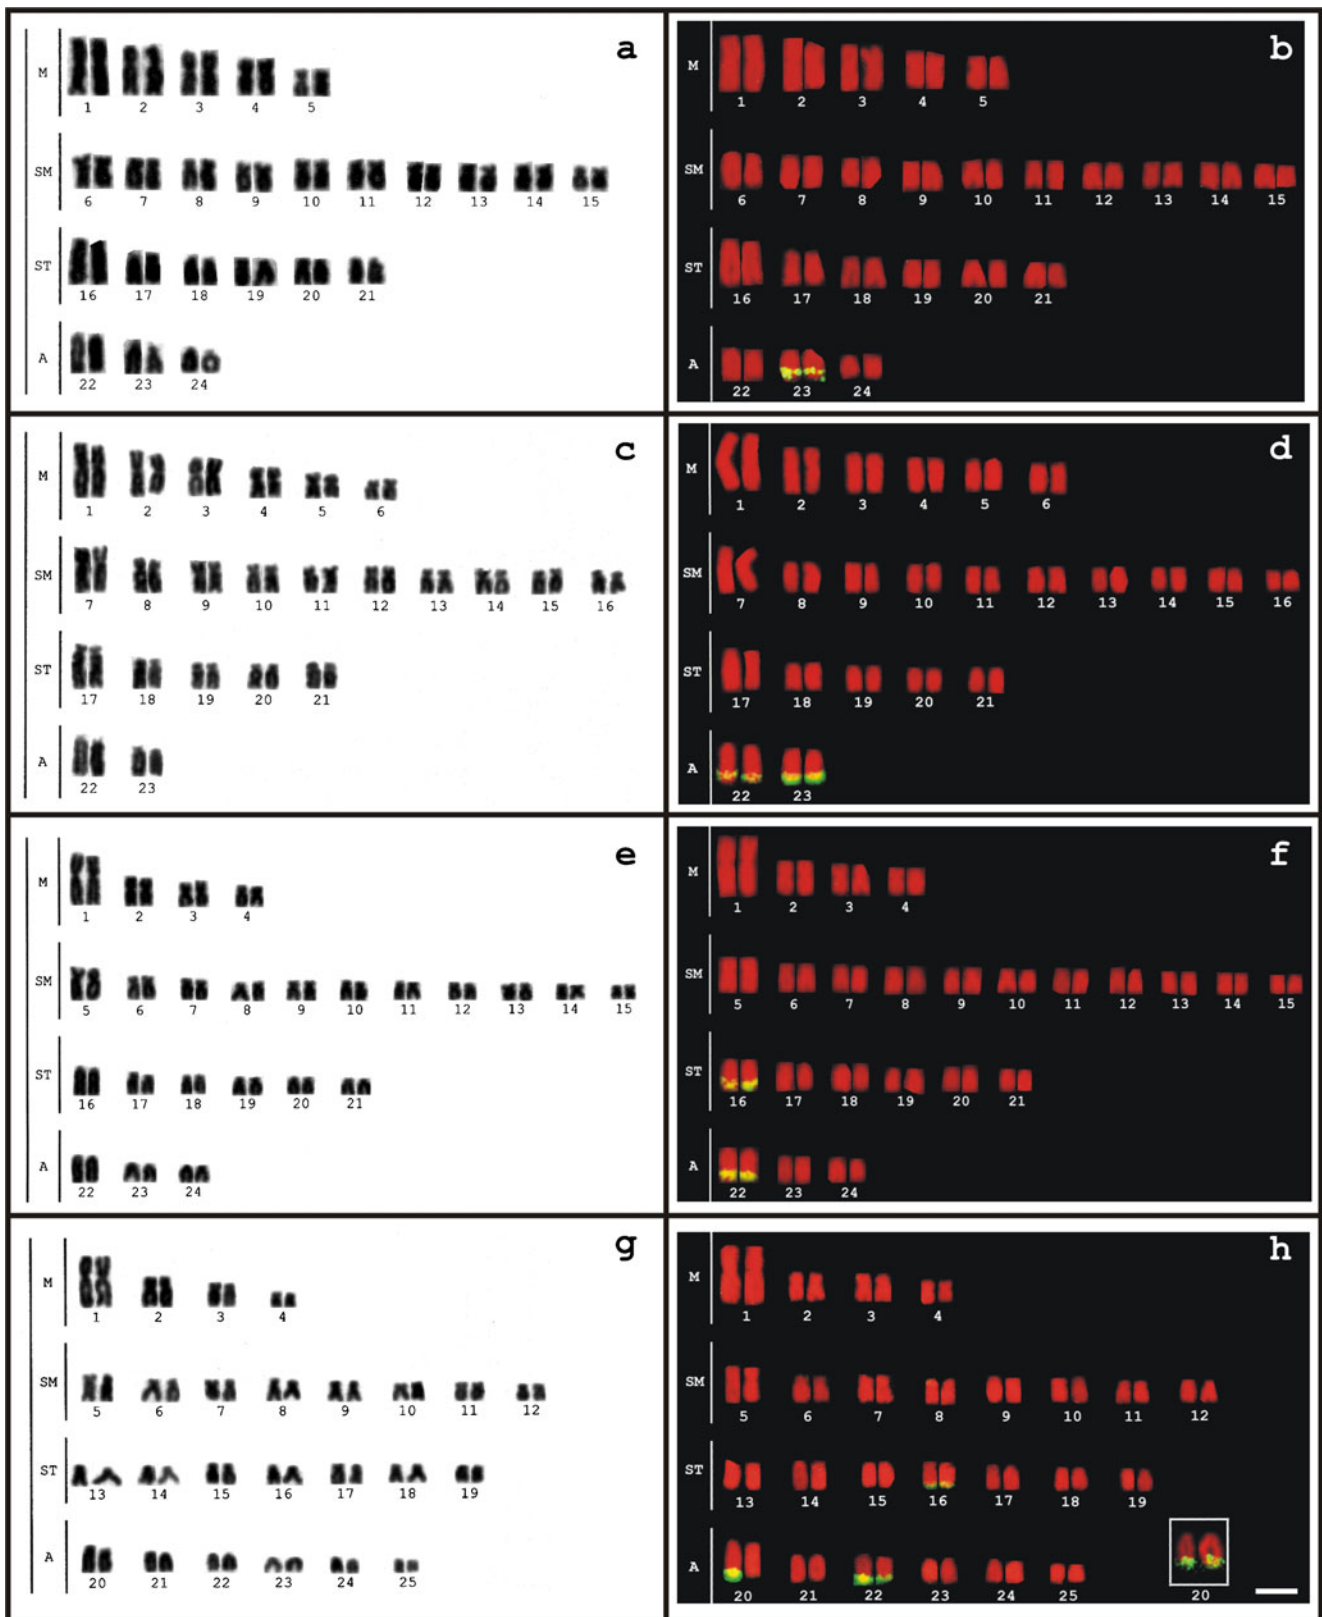 a
M
1 2 3 4 5
SM
6 7 8 9 10 11 12 13 14 15
ST
16 17 18 19 20 21
A
22 23 24
b
M
1 2 3 4 5
SM
6 7 8 9 10 11 12 13 14 15
ST
16 17 18 19 20 21
A
22 23 24
c
M
1 2 3 4 5 6
SM
7 8 9 10 11 12 13 14 15 16
ST
17 18 19 20 21
A
22 23
d
M
1 2 3 4 5 6
SM
7 8 9 10 11 12 13 14 15 16
ST
17 18 19 20 21
A
22 23
e
M
1 2 3 4
SM
5 6 7 8 9 10 11 12 13 14 15
ST
16 17 18 19 20 21
A
22 23 24
f
M
1 2 3 4
SM
5 6 7 8 9 10 11 12 13 14 15
ST
16 17 18 19 20 21
A
22 23 24
g
M
1 2 3 4
SM
5 6 7 8 9 10 11 12
ST
13 14 15 16 17 18 19
A
20 21 22 23 24 25
h
M
1 2 3 4
SM
5 6 7 8 9 10 11 12
ST
13 14 15 16 17 18 19
A
20 21 22 23 24 25 20